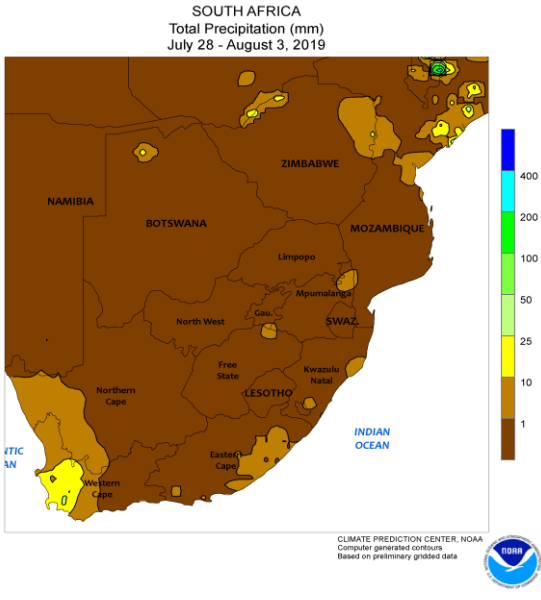 SOUTH AFRICA
Total Precipitation (mm)
July 28 - August 3, 2019
ZIMBABWE
NAMIBIA
BOTSWANA
MOZAMBIQUE
Limpopo
Mpumalanga
North West
Gau.
SWAZ.
Free
State
Kwazulu
Natal
Northern
Cape
LESOTHO
INDIAN
OCEAN
NTIC
AN
Eastern
Cape
Western
Cape
400
200
100
50
25
10
1
CLIMATE PREDICTION CENTER, NOAA
Computer generated contours
Based on preliminary gridded data
NOAA